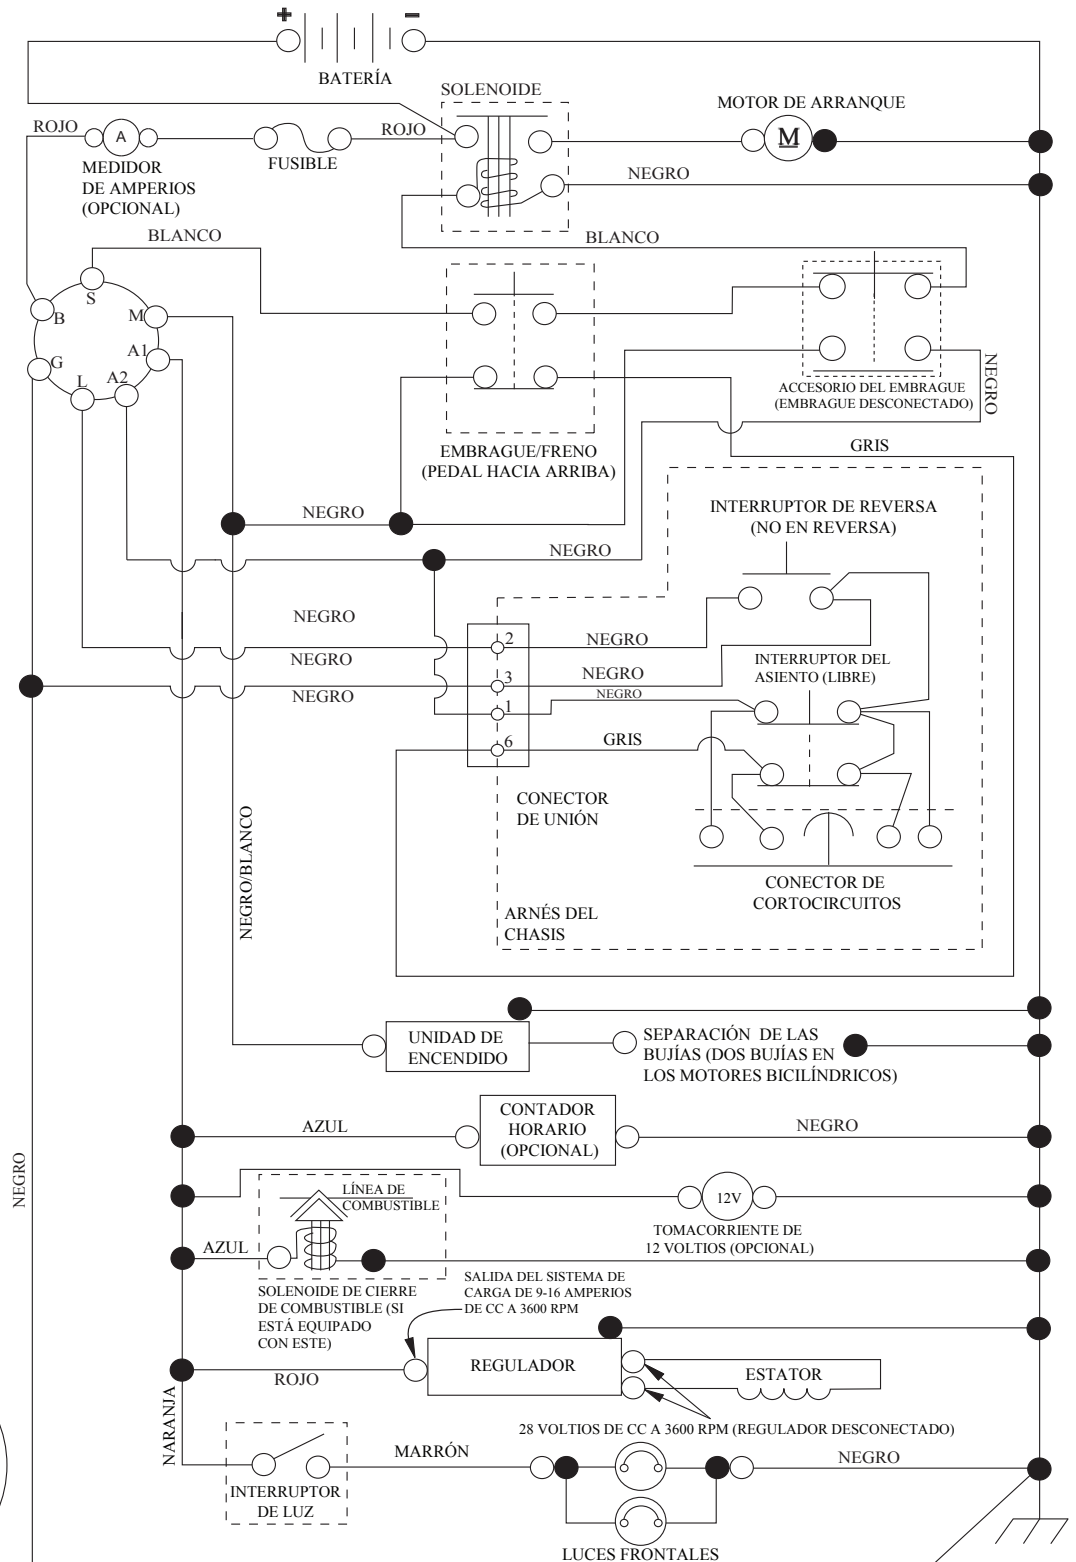 +
–
BATERÍA
SOLENOIDE
MOTOR DE ARRANQUE
ROJO
A
ROJO
M
FUSIBLE
MEDIDOR
DE AMPERIOS
(OPCIONAL)
NEGRO
BLANCO
BLANCO
S
B
M
G
A1
L
A2
NEGRO
ACCESORIO DEL EMBRAGUE
(EMBRAGUE DESCONECTADO)
EMBRAGUE/FRENO
(PEDAL HACIA ARRIBA)
GRIS
NEGRO
INTERRUPTOR DE REVERSA
(NO EN REVERSA)
NEGRO
NEGRO
2
NEGRO
NEGRO
INTERRUPTOR DEL
ASIENTO (LIBRE)
3
NEGRO
NEGRO
NEGRO
1
6
GRIS
CONECTOR
DE UNIÓN
NEGRO/BLANCO
CONECTOR DE
CORTOCIRCUITOS
ARNÉS DEL
CHASIS
UNIDAD DE
ENCENDIDO
SEPARACIÓN DE LAS
BUJÍAS (DOS BUJÍAS EN
LOS MOTORES BICILÍNDRICOS)
AZUL
CONTADOR
HORARIO
(OPCIONAL)
NEGRO
NEGRO
LÍNEA DE
COMBUSTIBLE
12V
TOMACORRIENTE DE
12 VOLTIOS (OPCIONAL)
AZUL
SOLENOIDE DE CIERRE
DE COMBUSTIBLE (SI
ESTÁ EQUIPADO
CON ESTE)
SALIDA DEL SISTEMA DE
CARGA DE 9-16 AMPERIOS
DE CC A 3600 RPM
REGULADOR
ESTATOR
ROJO
NARANJA
28 VOLTIOS DE CC A 3600 RPM (REGULADOR DESCONECTADO)
MARRÓN
NEGRO
INTERRUPTOR
DE LUZ
LUCES FRONTALES